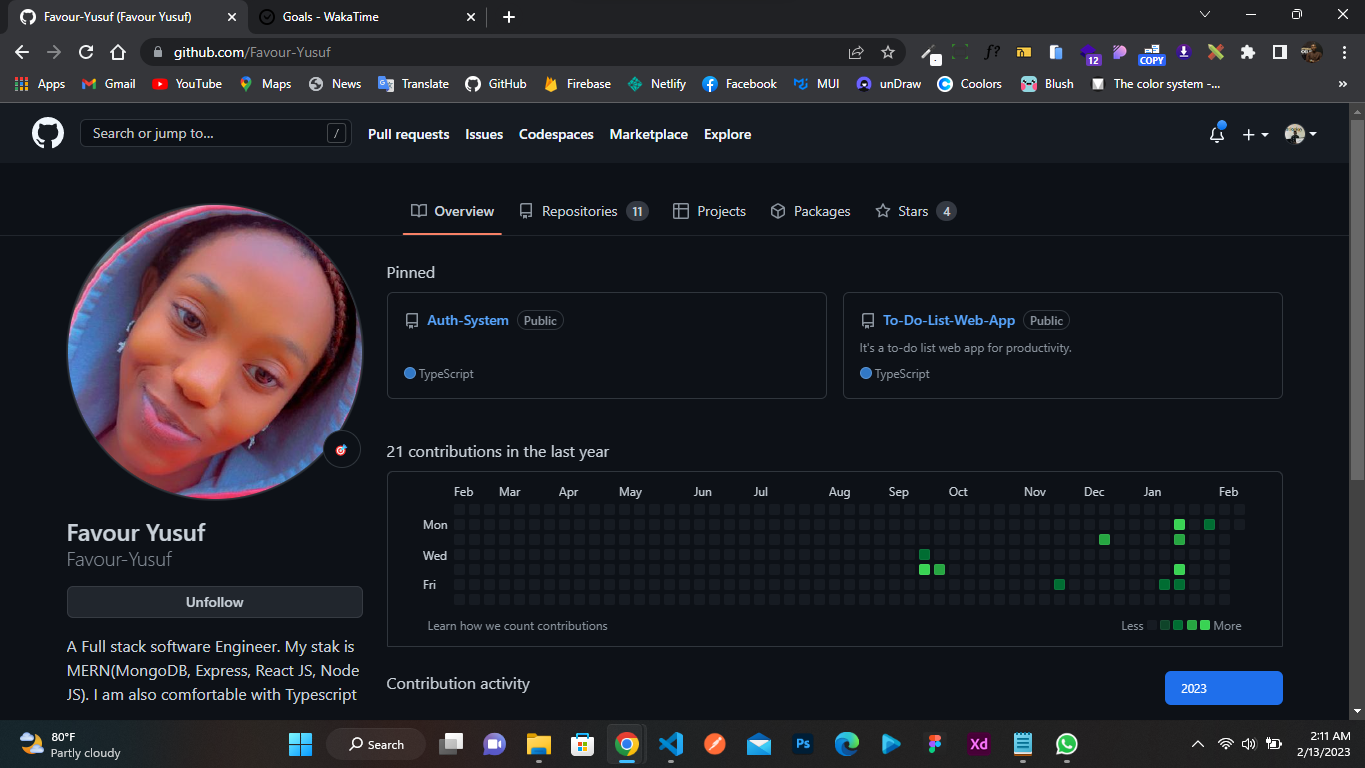 Favour-Yusuf (Favour Yusuf)
Goals - WakaTime
github.com/Favour-Yusuf
f?
12
COPY
Apps
Gmail
YouTube
Maps
News
Translate
GitHub
Firebase
Netlify
Facebook
MUI
unDraw
Coolors
Blush
The color system -...
Search or jump to...
/
Pull requests
Issues
Codespaces
Marketplace
Explore
Overview
Repositories 11
Projects
Packages
Stars 4
Pinned
Auth-System Public
TypeScript
To-Do-List-Web-App Public
It's a to-do list web app for productivity.
TypeScript
21 contributions in the last year
Feb Mar Apr May Jun Jul Aug Sep Oct Nov Dec Jan Feb
Mon
Wed
Fri
Learn how we count contributions
Less More
Favour Yusuf
Favour-Yusuf
Unfollow
A Full stack software Engineer. My stak is
MERN(MongoDB, Express, React JS, Node
JS). I am also comfortable with Typescript
Contribution activity
2023
80°F
Partly cloudy
Search
Ps
Xd
2:11 AM
2/13/2023